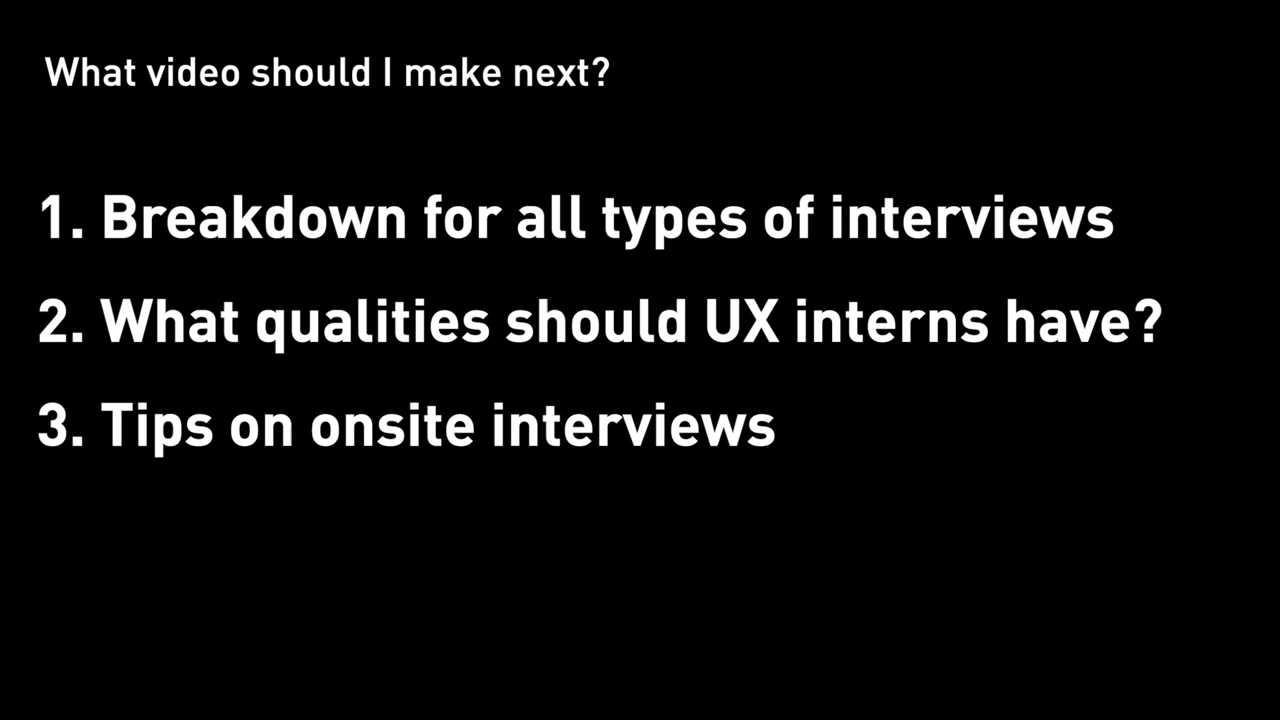 What video should I make next?
1. Breakdown for all types of interviews
2. What qualities should UX interns have?
3. Tips on onsite interviews